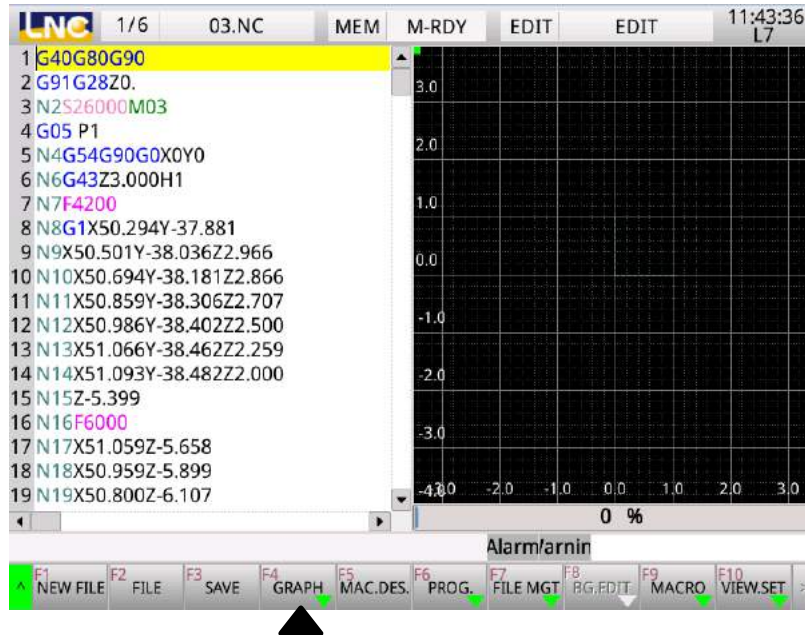 LNC 1/6 03.NC MEM M-RDY EDIT EDIT 11:43:36
L7
1 G40G80G90
2 G91G28Z0.
3 N2S26000M03
4 G05 P1
5 N4G54G90G0X0Y0
6 N6G43Z3.000H1
7 N7F4200
8 N8G1X50.294Y-37.881
9 N9X50.501Y-38.036Z2.966
10 N10X50.694Y-38.181Z2.866
11 N11X50.859Y-38.306Z2.707
12 N12X50.986Y-38.402Z2.500
13 N13X51.066Y-38.462Z2.259
14 N14X51.093Y-38.482Z2.000
15 N15Z-5.399
16 N16F6000
17 N17X51.059Z-5.658
18 N18X50.959Z-5.899
19 N19X50.800Z-6.107
3.0
2.0
1.0
0.0
-1.0
-2.0
-3.0
-2.0 -1.0 0.0 1.0 2.0 3.0
0 %
Alarm/arnin
^ F1 NEW FILE F2 FILE F3 SAVE F4 GRAPH F5 MAC.DES. F6 PROG. F7 FILE MGT F8 BG.EDIT F9 MACRO F10 VIEW.SET >